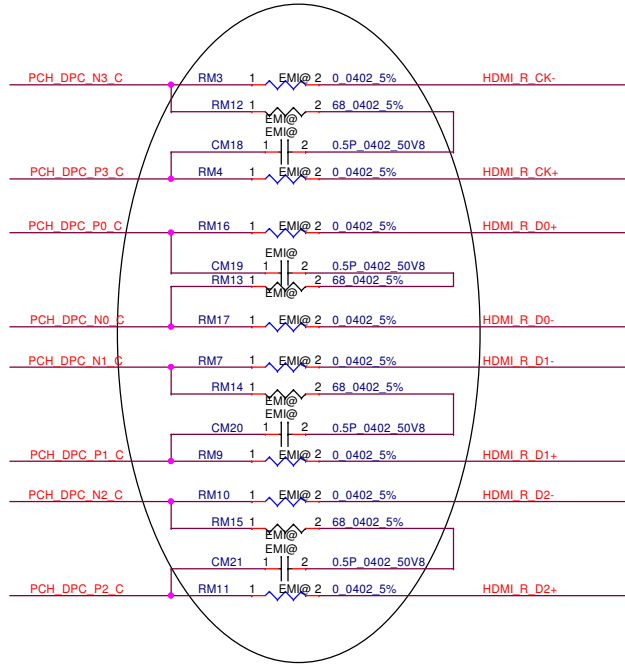 PCH_DPC_N3_C RM3 1 EMI@ 2 0_0402_5% HDMI_R_CK-
RM12 1 2 68_0402_5%
EMI@
EMI@
CM18 1 2 0.5P_0402_50V8
PCH_DPC_P3_C RM4 1 EMI@ 2 0_0402_5% HDMI_R_CK+
PCH_DPC_P0_C RM16 1 EMI@ 2 0_0402_5% HDMI_R_D0+
EMI@
CM19 1 2 0.5P_0402_50V8
RM13 1 2 68_0402_5%
EMI@
PCH_DPC_N0_C RM17 1 EMI@ 2 0_0402_5% HDMI_R_D0-
PCH_DPC_N1_C RM7 1 EMI@ 2 0_0402_5% HDMI_R_D1-
RM14 1 2 68_0402_5%
EMI@
EMI@
CM20 1 2 0.5P_0402_50V8
PCH_DPC_P1_C RM9 1 EMI@ 2 0_0402_5% HDMI_R_D1+
PCH_DPC_N2_C RM10 1 EMI@ 2 0_0402_5% HDMI_R_D2-
RM15 1 2 68_0402_5%
EMI@
EMI@
CM21 1 2 0.5P_0402_50V8
PCH_DPC_P2_C RM11 1 EMI@ 2 0_0402_5% HDMI_R_D2+